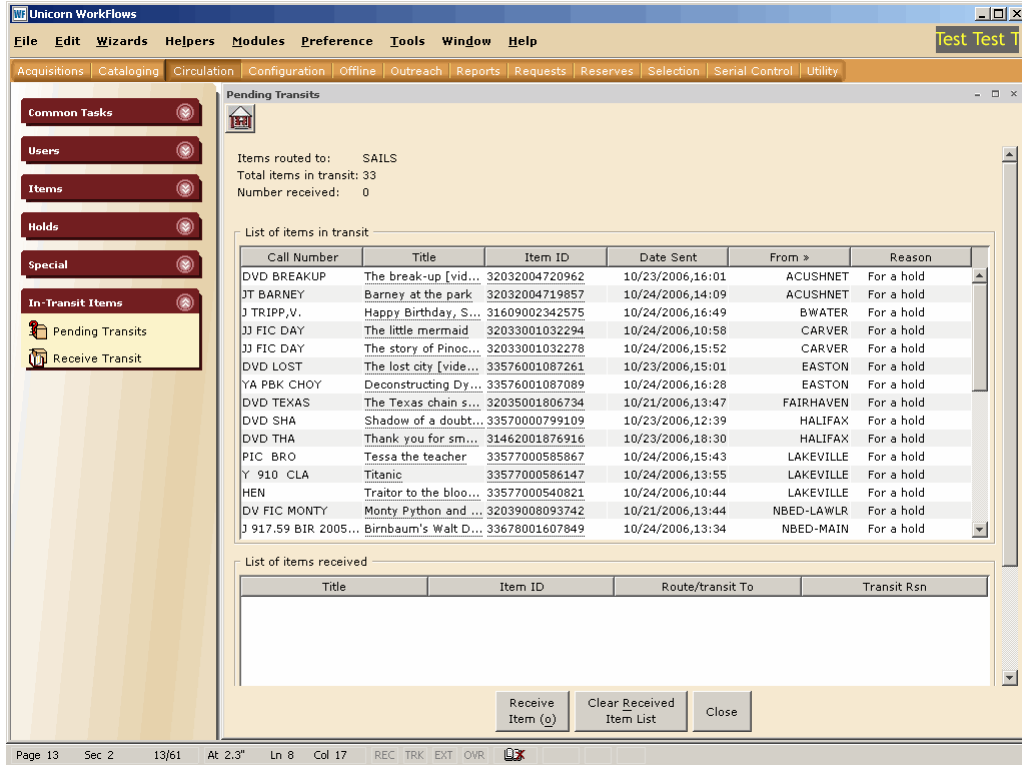 WF Unicorn WorkFlows
File Edit Wizards Helpers Modules Preference Tools Window Help
Test Test T
Acquisitions Cataloging Circulation Configuration Offline Outreach Reports Requests Reserves Selection Serial Control Utility
Common Tasks
Users
Items
Holds
Special
In-Transit Items
Pending Transits
Receive Transit
Pending Transits
Items routed to: SAILS
Total items in transit: 33
Number received: 0
List of items in transit
Call Number Title Item ID Date Sent From » Reason
DVD BREAKUP The break-up [vid... 32032004720962 10/23/2006,16:01 ACUSHNET For a hold
JT BARNEY Barney at the park 32032004719857 10/24/2006,14:09 ACUSHNET For a hold
J TRIPP,V. Happy Birthday, S... 31609002342575 10/24/2006,16:49 BWATER For a hold
JJ FIC DAY The little mermaid 32033001032294 10/24/2006,10:58 CARVER For a hold
JJ FIC DAY The story of Pinoc... 32033001032278 10/24/2006,15:52 CARVER For a hold
DVD LOST The lost city [vide... 33576001087261 10/23/2006,15:01 EASTON For a hold
YA PBK CHOY Deconstructing Dy... 33576001087089 10/24/2006,16:28 EASTON For a hold
DVD TEXAS The Texas chain s... 32035001806734 10/21/2006,13:47 FAIRHAVEN For a hold
DVD SHA Shadow of a doubt... 33570000799109 10/23/2006,12:39 HALIFAX For a hold
DVD THA Thank you for sm... 31462001876916 10/23/2006,18:30 HALIFAX For a hold
PIC BRO Tessa the teacher 33577000585867 10/24/2006,15:43 LAKEVILLE For a hold
Y 910 CLA Titanic 33577000586147 10/24/2006,13:55 LAKEVILLE For a hold
HEN Traitor to the bloo... 33577000540821 10/24/2006,10:44 LAKEVILLE For a hold
DV FIC MONTY Monty Python and ... 32039008093742 10/21/2006,13:44 NBED-LAWLR For a hold
J 917.59 BIR 2005... Birnbaum's Walt D... 33678001607849 10/24/2006,13:34 NBED-MAIN For a hold
List of items received
Title Item ID Route/transit To Transit Rsn
Receive Item (o)
Clear Received Item List
Close
Page 13 Sec 2 13/61 At 2.3" Ln 8 Col 17 REC TRK EXT OVR